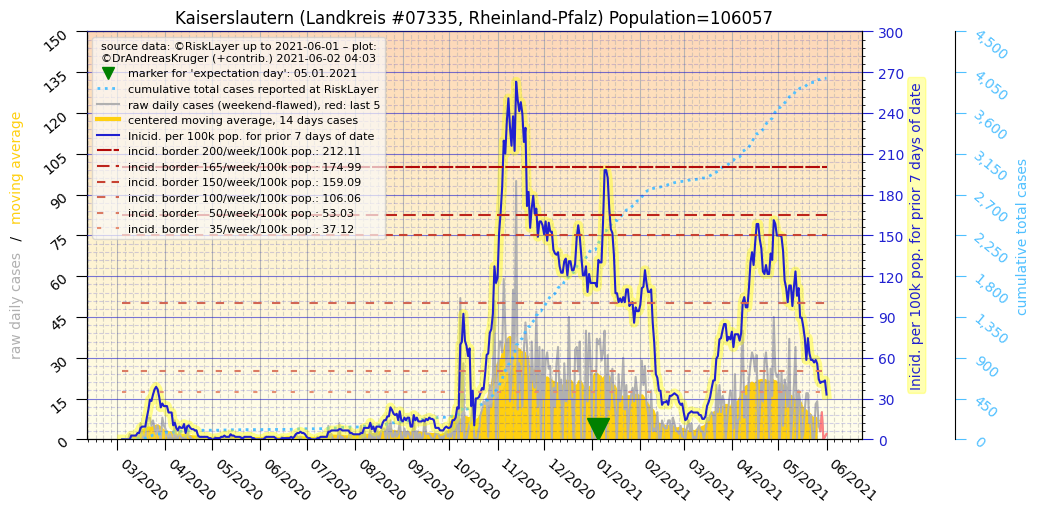 Kaiserslautern (Landkreis #07335, Rheinland-Pfalz) Population=106057
source data: ©RiskLayer up to 2021-06-01 – plot:
©DrAndreasKruger (+contrib.) 2021-06-02 04:03
marker for 'expectation day': 05.01.2021
cumulative total cases reported at RiskLayer
raw daily cases (weekend-flawed), red: last 5
centered moving average, 14 days cases
Inicid. per 100k pop. for prior 7 days of date
incid. border 200/week/100k pop.: 212.11
incid. border 165/week/100k pop.: 174.99
incid. border 150/week/100k pop.: 159.09
incid. border 100/week/100k pop.: 106.06
incid. border   50/week/100k pop.: 53.03
incid. border   35/week/100k pop.: 37.12
raw daily cases / moving average
150
135
120
105
90
75
60
45
30
15
0
03/2020
04/2020
05/2020
06/2020
07/2020
08/2020
09/2020
10/2020
11/2020
12/2020
01/2021
02/2021
03/2021
04/2021
05/2021
06/2021
300
270
240
210
180
150
120
90
60
30
0
Inicid. per 100k pop. for prior 7 days of date
4,500
4,050
3,600
3,150
2,700
2,250
1,800
1,350
900
450
0
cumulative total cases